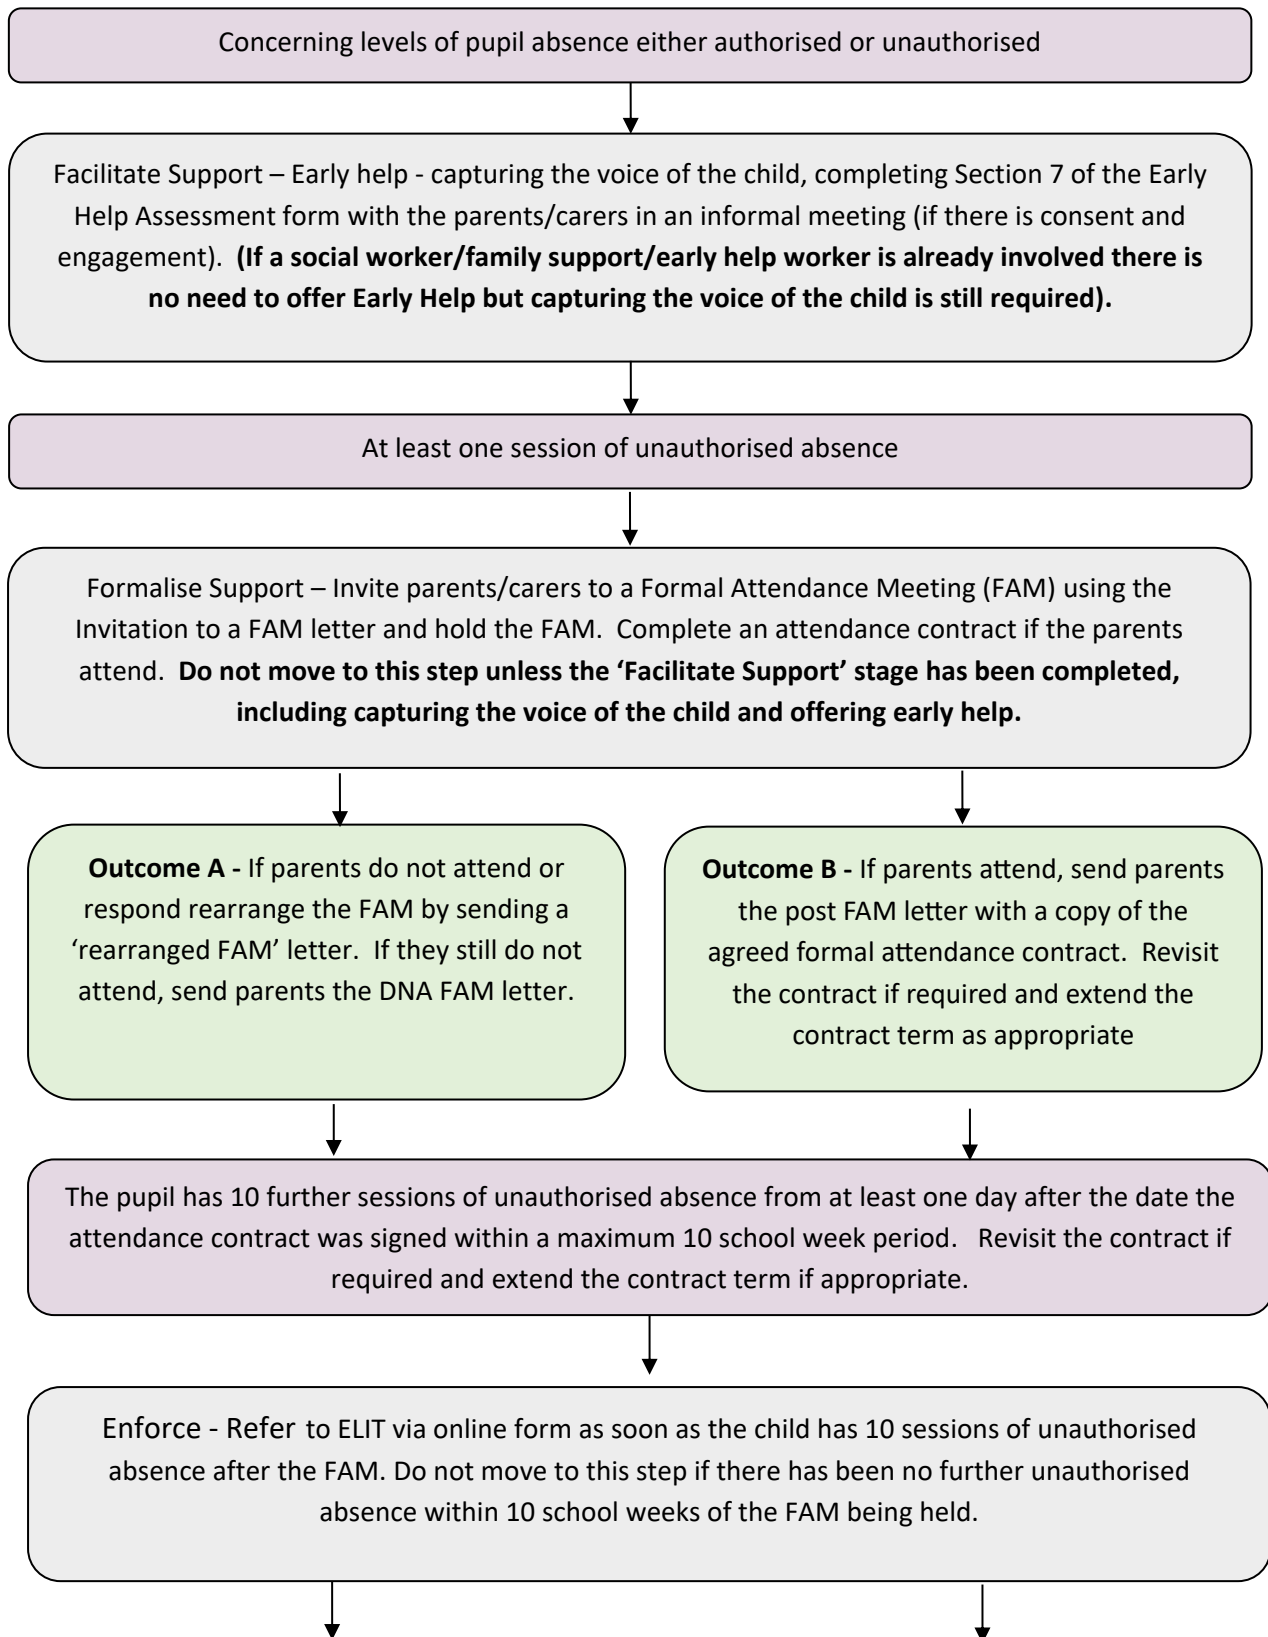 Concerning levels of pupil absence either authorised or unauthorised
Facilitate Support – Early help - capturing the voice of the child, completing Section 7 of the Early
Help Assessment form with the parents/carers in an informal meeting (if there is consent and
engagement). (If a social worker/family support/early help worker is already involved there is
no need to offer Early Help but capturing the voice of the child is still required).
At least one session of unauthorised absence
Formalise Support – Invite parents/carers to a Formal Attendance Meeting (FAM) using the
Invitation to a FAM letter and hold the FAM. Complete an attendance contract if the parents
attend. Do not move to this step unless the ‘Facilitate Support’ stage has been completed,
including capturing the voice of the child and offering early help.
Outcome A - If parents do not attend or
respond rearrange the FAM by sending a
‘rearranged FAM’ letter. If they still do not
attend, send parents the DNA FAM letter.
Outcome B - If parents attend, send parents
the post FAM letter with a copy of the
agreed formal attendance contract. Revisit
the contract if required and extend the
contract term as appropriate
The pupil has 10 further sessions of unauthorised absence from at least one day after the date the
attendance contract was signed within a maximum 10 school week period. Revisit the contract if
required and extend the contract term if appropriate.
Enforce - Refer to ELIT via online form as soon as the child has 10 sessions of unauthorised
absence after the FAM. Do not move to this step if there has been no further unauthorised
absence within 10 school weeks of the FAM being held.